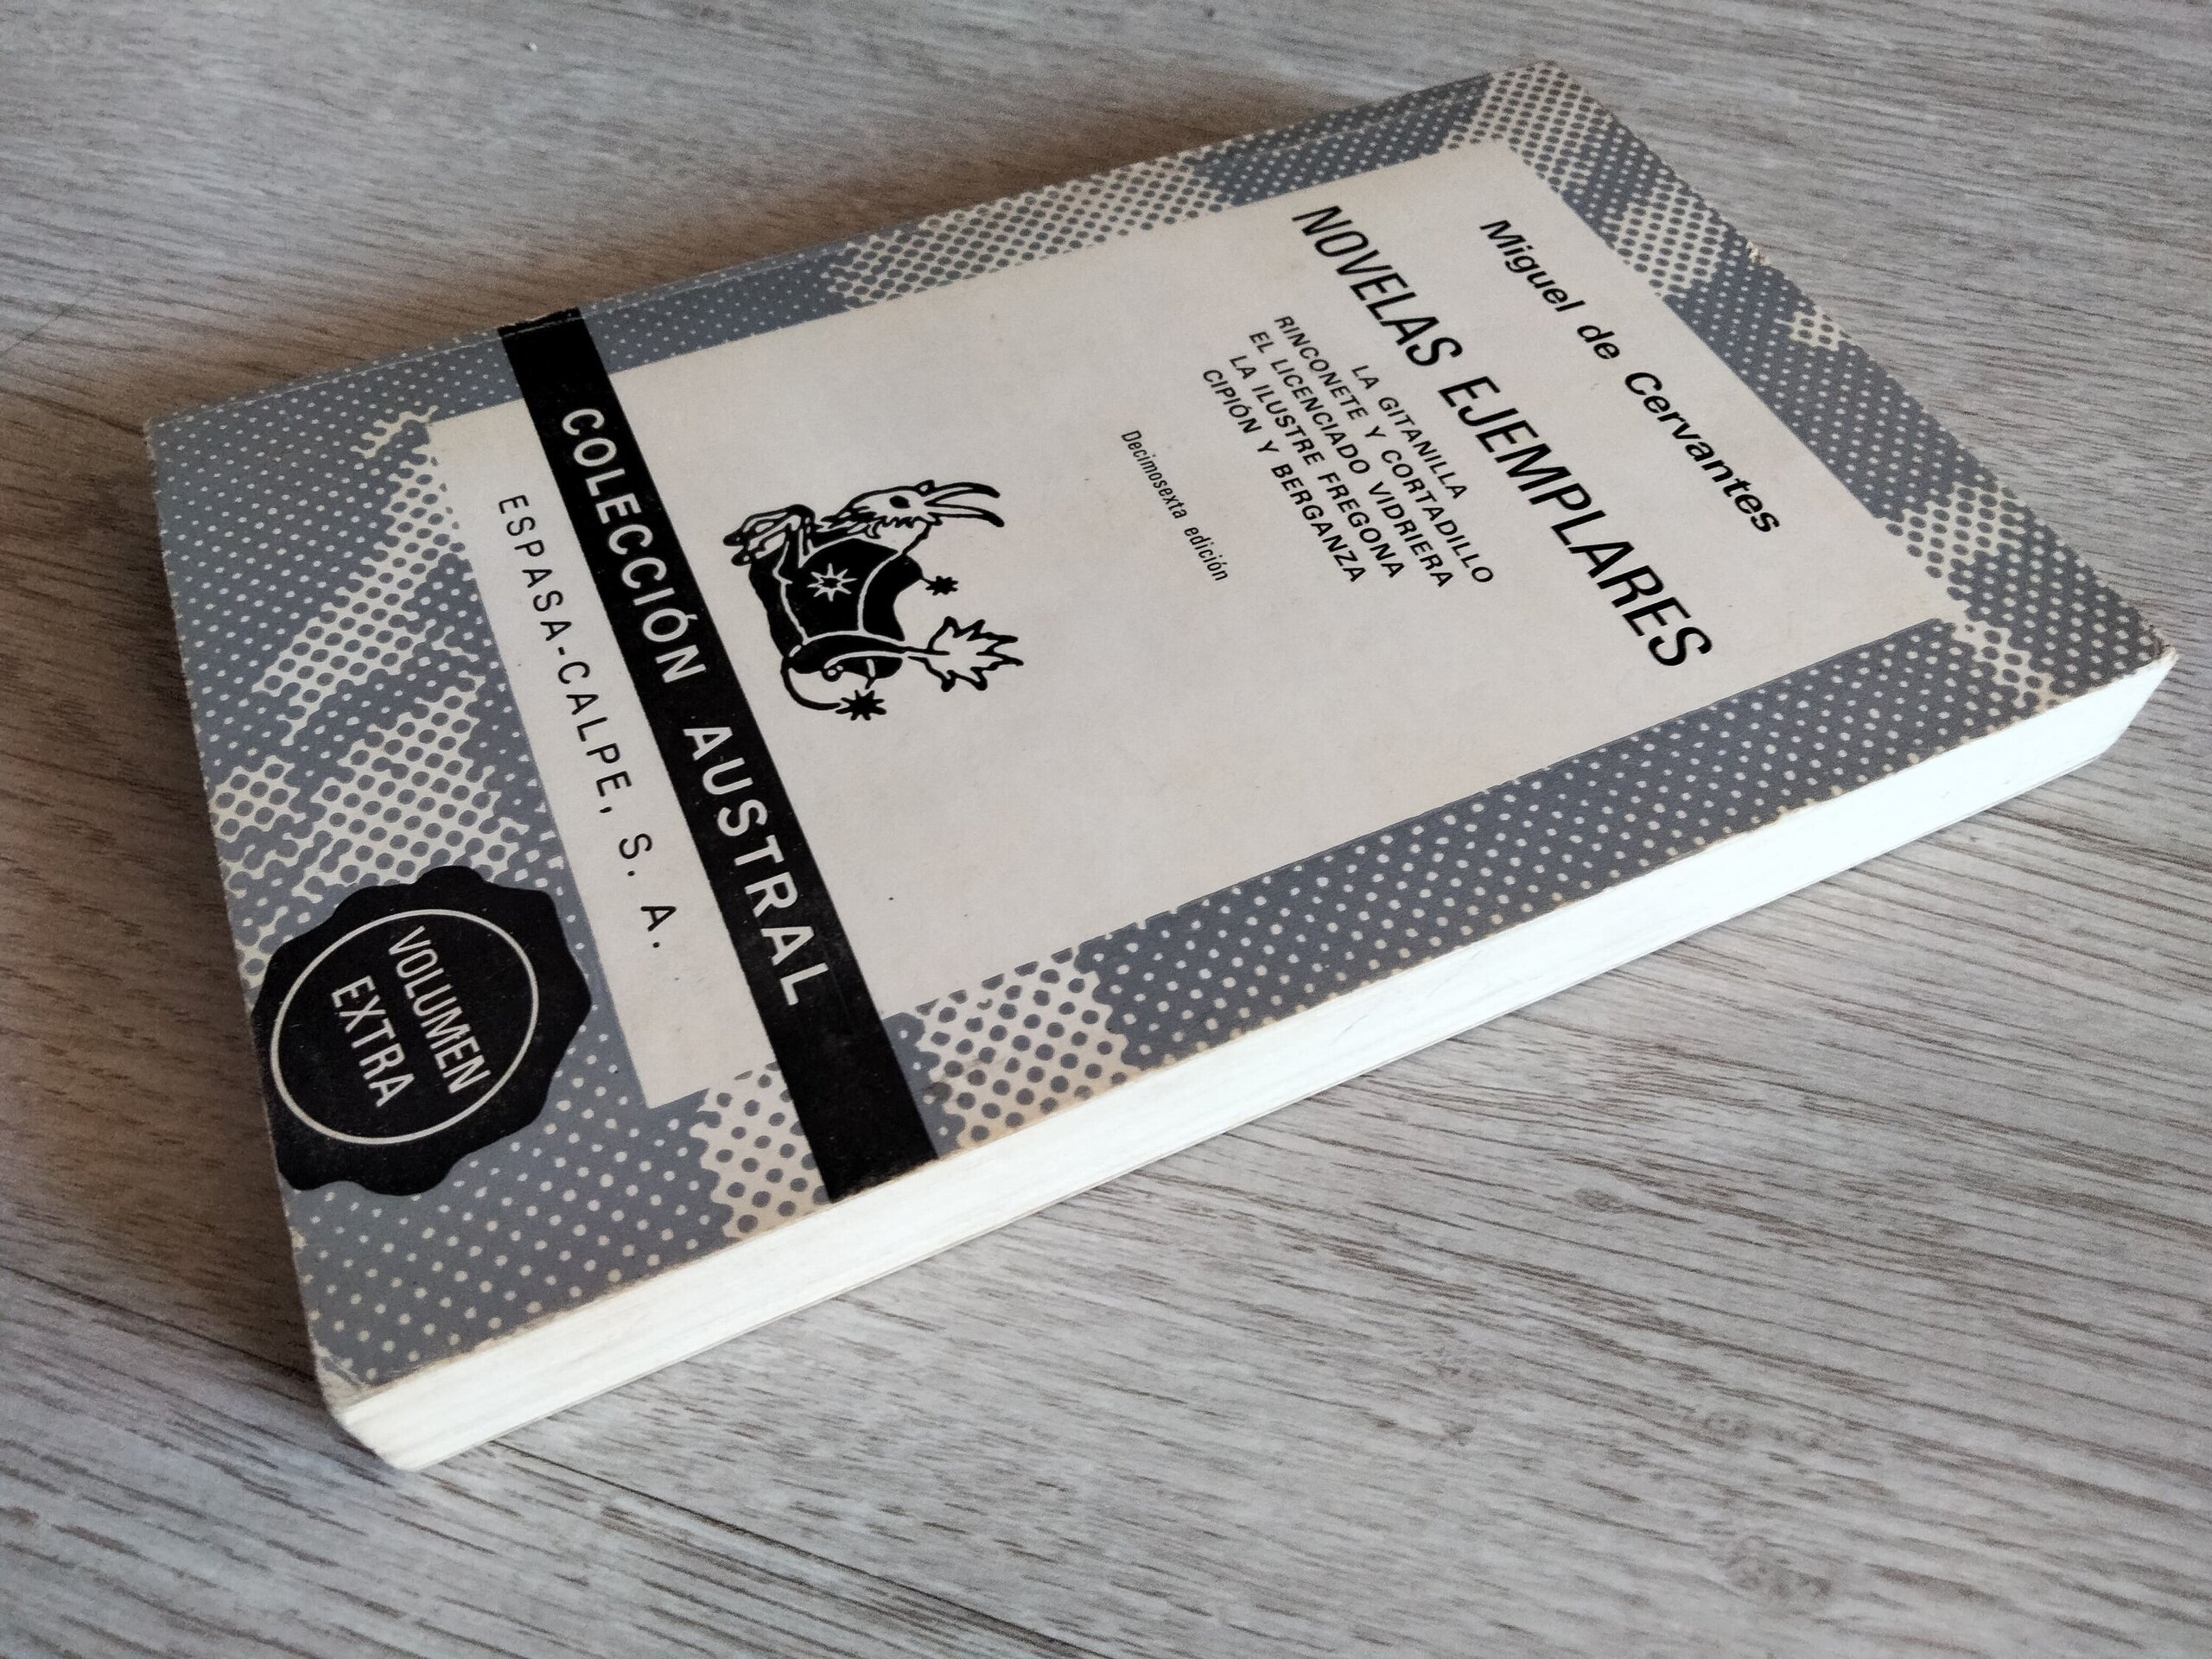 Miguel de Cervantes
NOVELAS EJEMPLARES
LA GITANILLA
RINCONETE Y CORTADILLO
EL LICENCIADO VIDRIERA
LA ILUSTRE FREGONA
CIPIÓN Y BERGANZA
Decimosexta edición
COLECCIÓN AUSTRAL
ESPASA-CALPE, S. A.
VOLUMEN
EXTRA